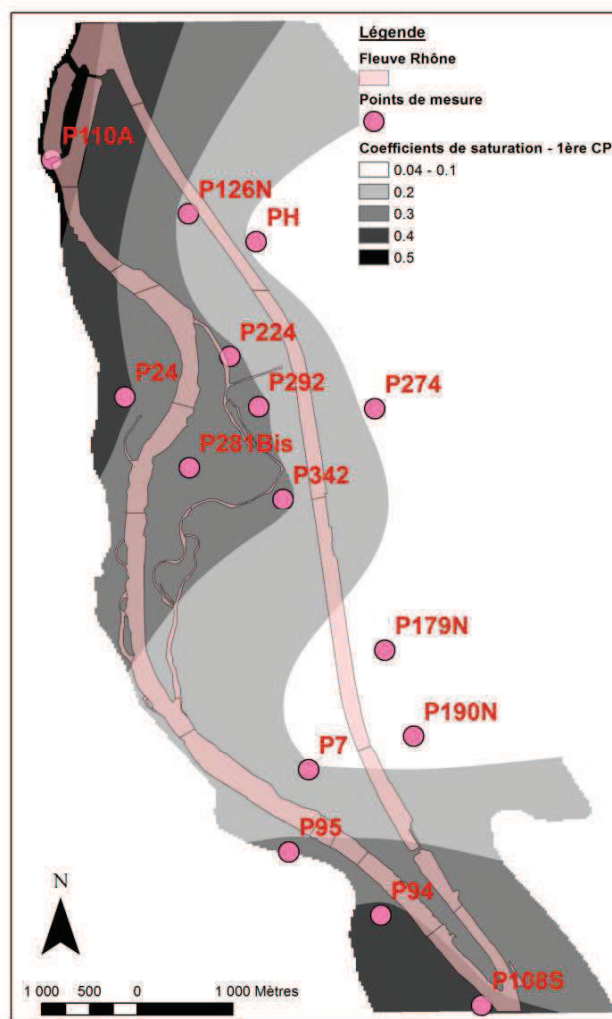 Légende
Fleuve Rhône
Points de mesure
Coefficients de saturation - 1ère CP
0.04 - 0.1
0.2
0.3
0.4
0.5
P110A
P126N
PH
P224
P24
P292
P274
P281Bis
P342
P179N
P190N
P7
P95
P94
P108S
N
1 000 500 0 1 000 Mètres